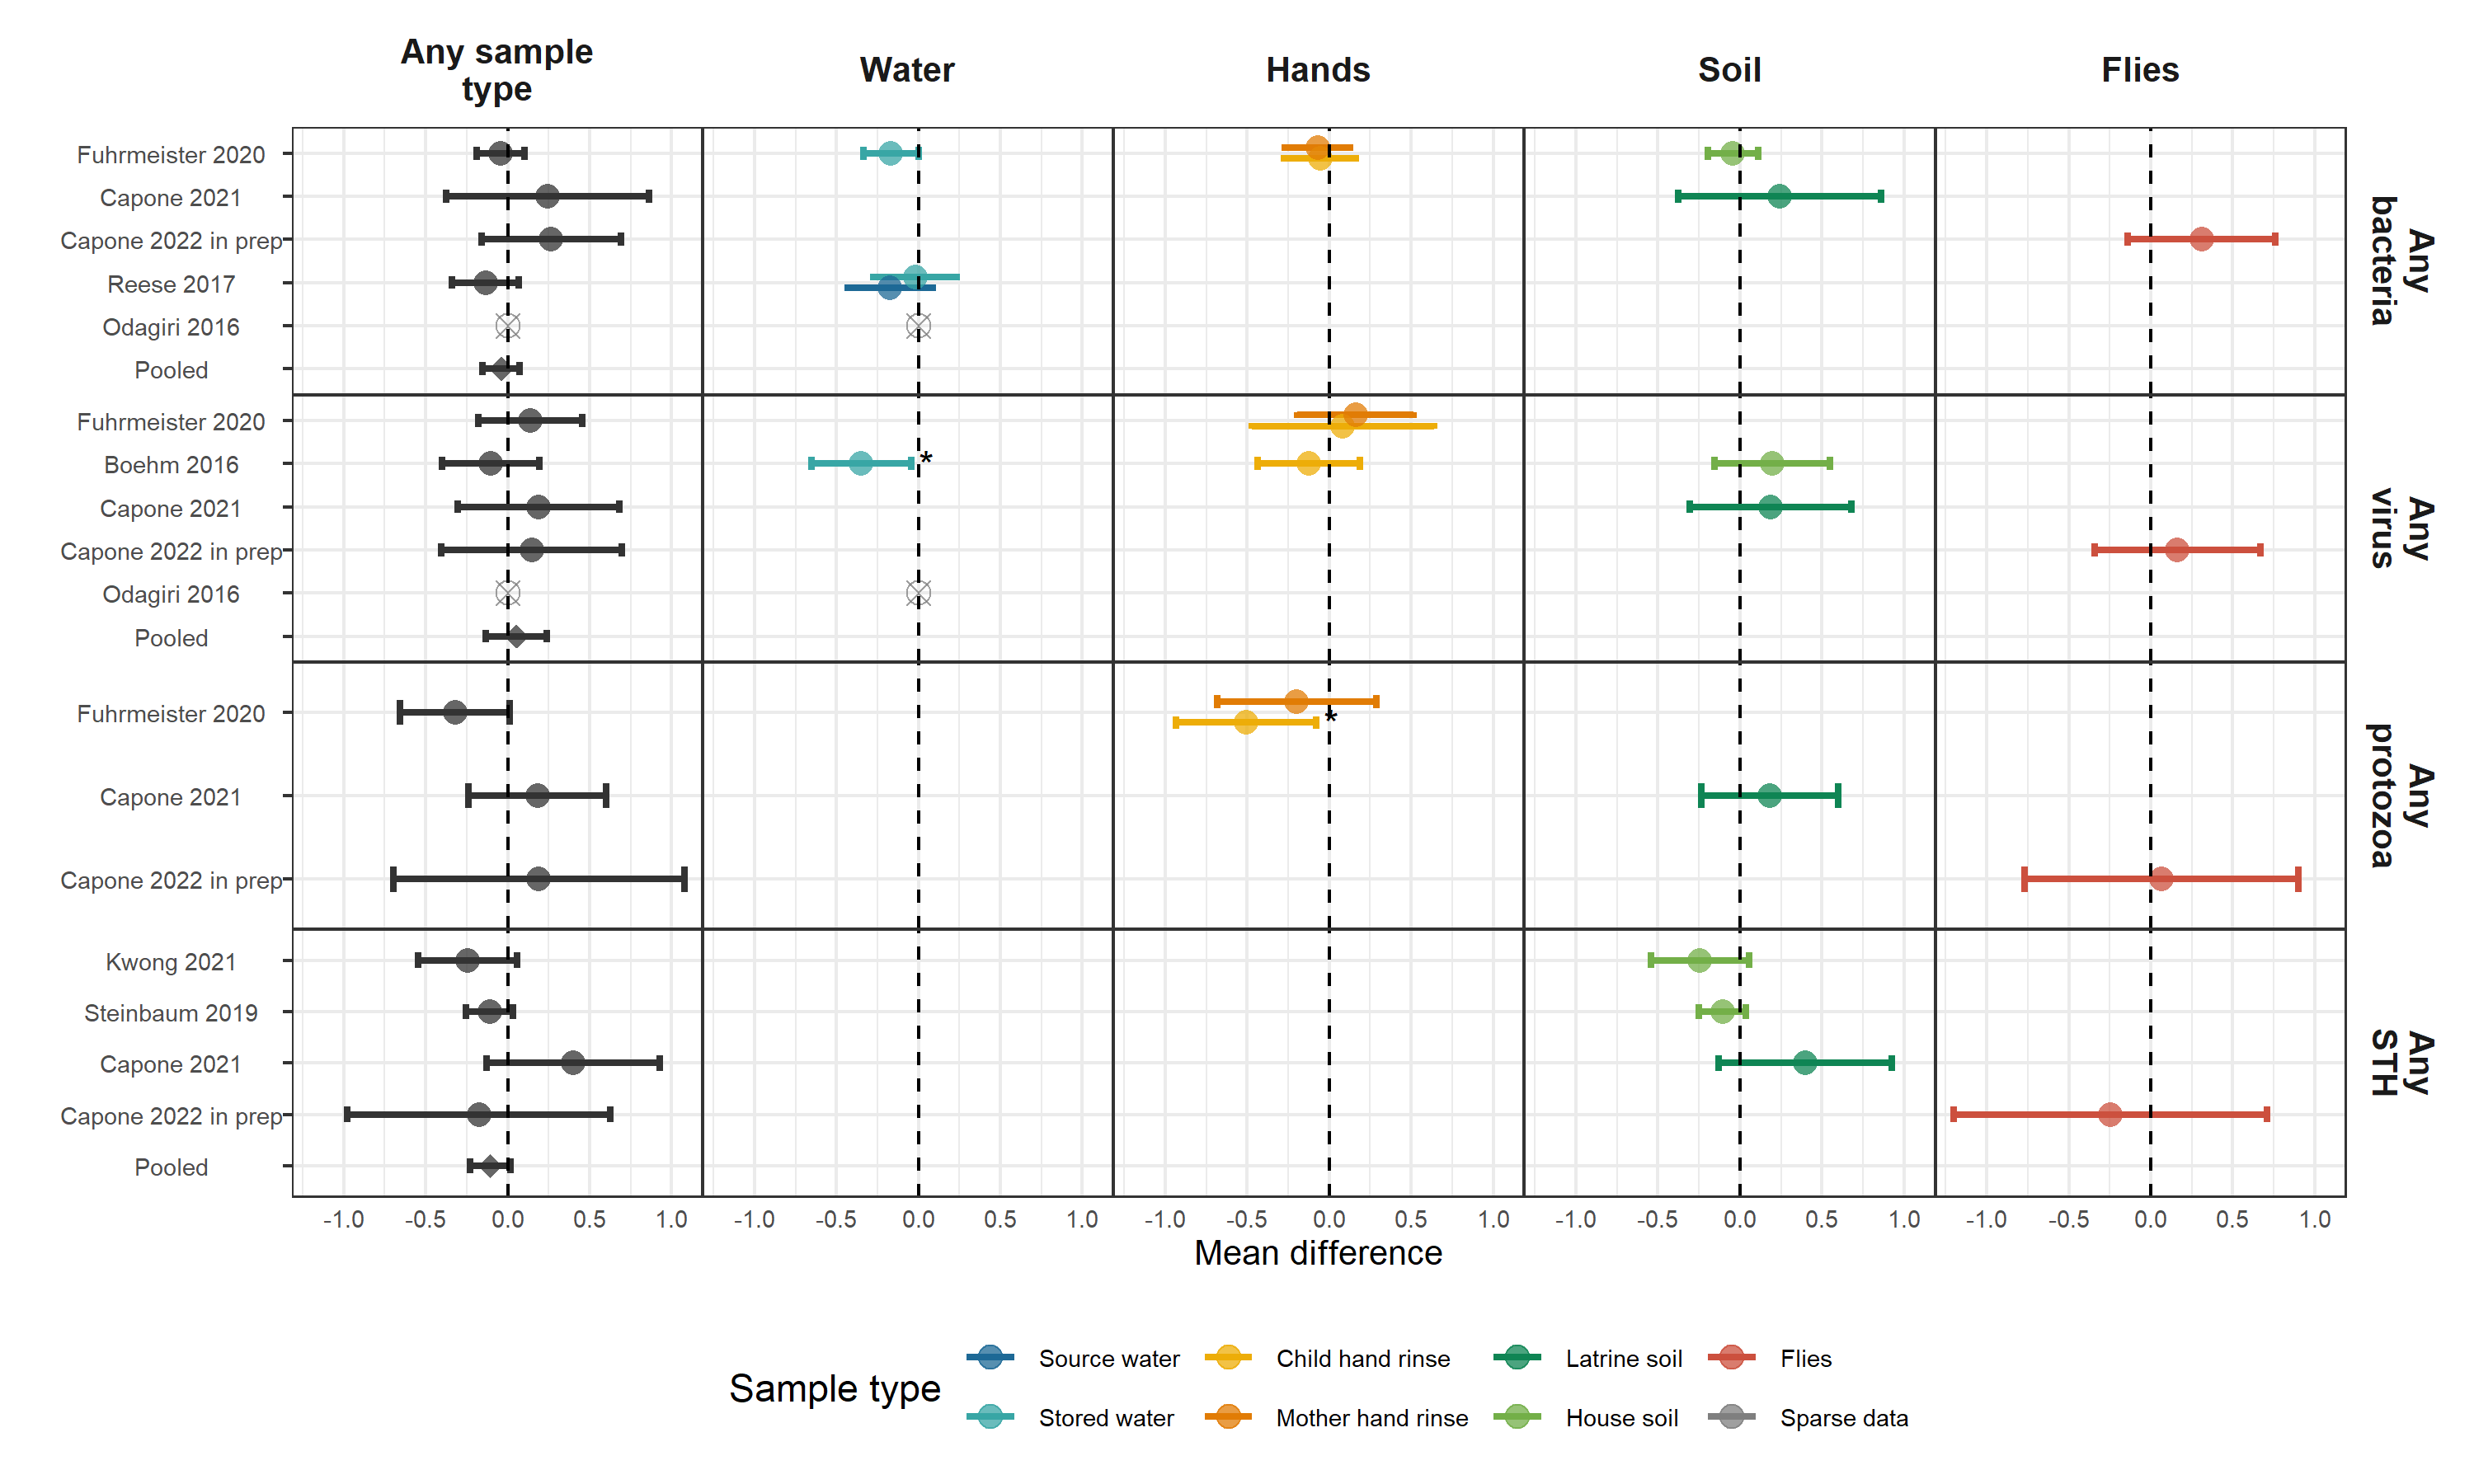 Any sample
type
Water
Hands
Soil
Flies
Fuhrmeister 2020
Capone 2021
Capone 2022 in prep
Reese 2017
Odagiri 2016
Pooled
Any
bacteria
Fuhrmeister 2020
Boehm 2016
*
Capone 2021
Capone 2022 in prep
Odagiri 2016
Pooled
Any
virus
Fuhrmeister 2020
*
Capone 2021
Capone 2022 in prep
Any
protozoa
Kwong 2021
Steinbaum 2019
Capone 2021
Capone 2022 in prep
Pooled
Any
STH
-1.0 -0.5 0.0 0.5 1.0 -1.0 -0.5 0.0 0.5 1.0 -1.0 -0.5 0.0 0.5 1.0 -1.0 -0.5 0.0 0.5 1.0 -1.0 -0.5 0.0 0.5 1.0
Mean difference
Sample type
Source water Child hand rinse Latrine soil Flies
Stored water Mother hand rinse House soil Sparse data